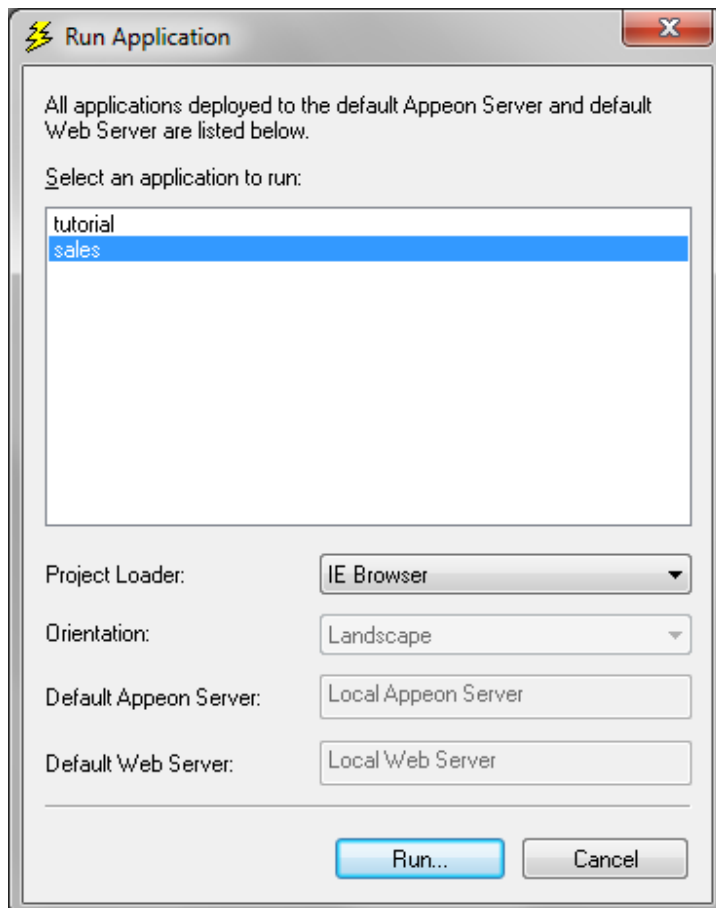 Run Application
All applications deployed to the default Appeon Server and default
Web Server are listed below.
Select an application to run:
tutorial
sales
Project Loader: IE Browser
Orientation: Landscape
Default Appeon Server: Local Appeon Server
Default Web Server: Local Web Server
Run... Cancel